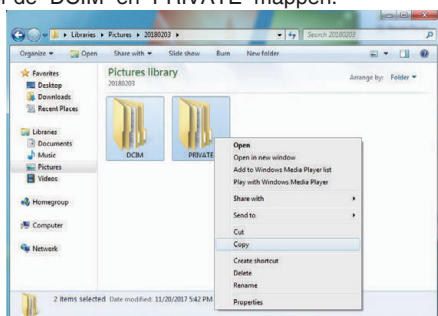 de "DCIM" en "PRIVATE" mappen.
Libraries ▸ Pictures ▸ 20180203 ▸
Search 20180203
Organize
Open
Share with
Slide show
Burn
New folder
Favorites
Desktop
Downloads
Recent Places
Libraries
Documents
Music
Pictures
Videos
Homegroup
Computer
Network
Pictures library
20180203
Arrange by: Folder
DCIM
PRIVATE
Open
Open in new window
Add to Windows Media Player list
Play with Windows Media Player
Share with
Send to
Cut
Copy
Create shortcut
Delete
Rename
Properties
2 items selected Date modified: 11/20/2017 5:42 PM